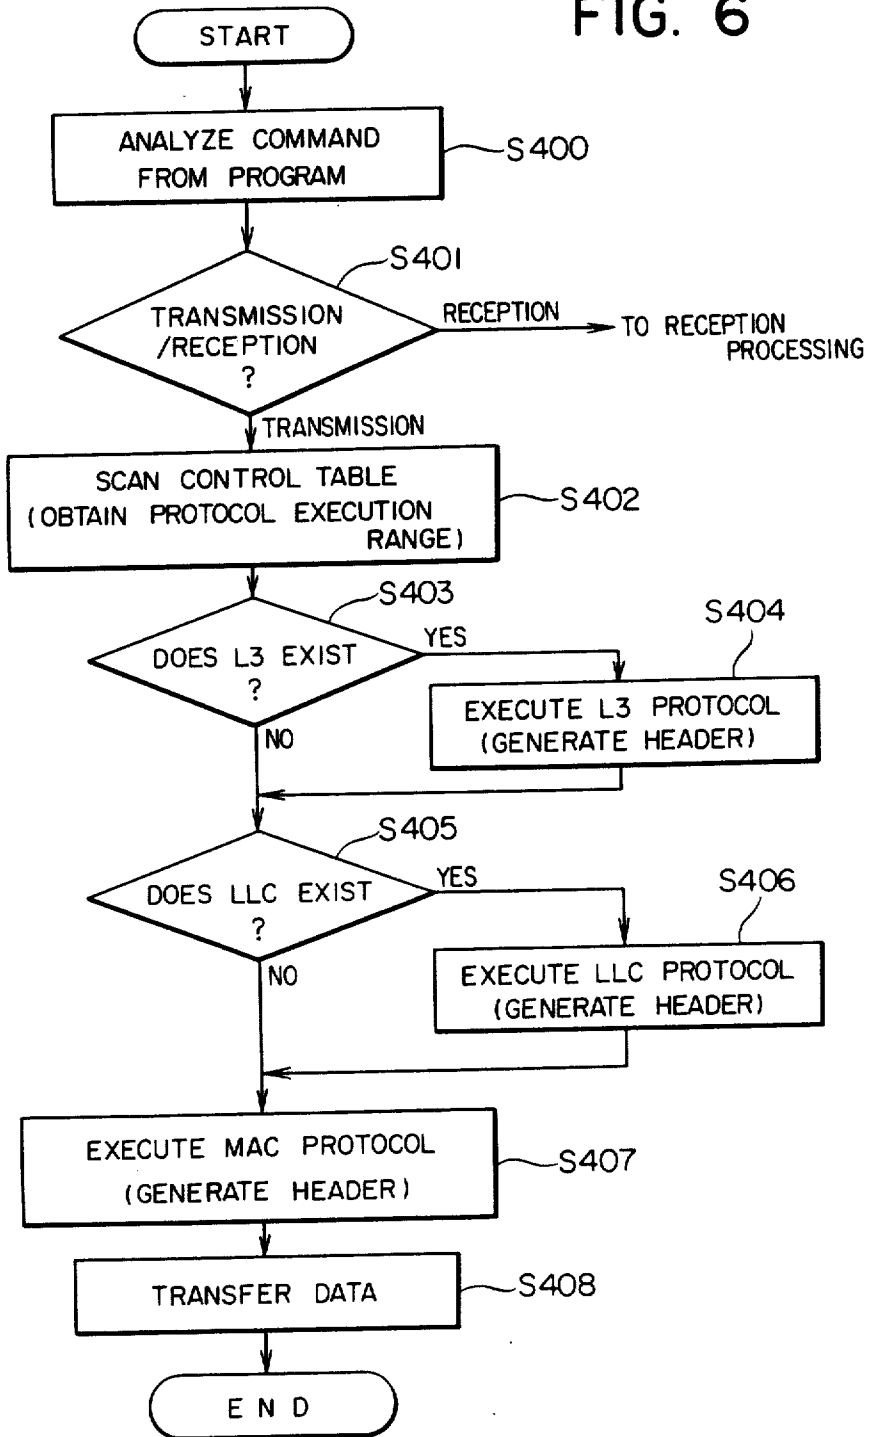 FIG. 6
START
ANALYZE COMMAND
FROM PROGRAM
S400
S401
TRANSMISSION
/RECEPTION
?
RECEPTION
TO RECEPTION
PROCESSING
TRANSMISSION
SCAN CONTROL TABLE
(OBTAIN PROTOCOL EXECUTION
RANGE)
S402
S403
DOES L3 EXIST
?
YES
NO
S404
EXECUTE L3 PROTOCOL
(GENERATE HEADER)
S405
DOES LLC EXIST
?
YES
NO
S406
EXECUTE LLC PROTOCOL
(GENERATE HEADER)
EXECUTE MAC PROTOCOL
(GENERATE HEADER)
S407
TRANSFER DATA
S408
END